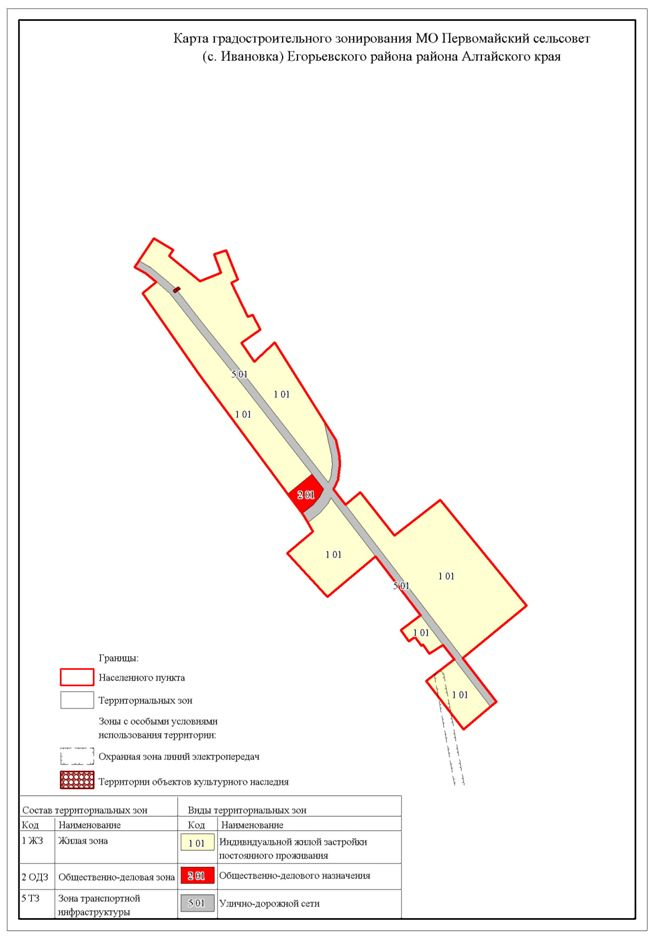 Карта градостроительного зонирования МО Первомайский сельсовет
(с. Ивановка) Егорьевского района района Алтайского края
5 01
1 01
1 01
2 01
1 01
1 01
5 01
1 01
1 01
Границы:
Населенного пункта
Территориальных зон
Зоны с особыми условиями
использования территории:
Охранная зона линий электропередач
Территории объектов культурного наследия
Состав территориальных зон
Виды территориальных зон
Код Наименование Код Наименование
1 ЖЗ Жилая зона 1 01 Индивидуальной жилой застройки
постоянного проживания
2 ОДЗ Общественно-деловая зона 2 01 Общественно-делового назначения
5 ТЗ Зона транспортной
инфраструктуры 5 01 Улично-дорожной сети